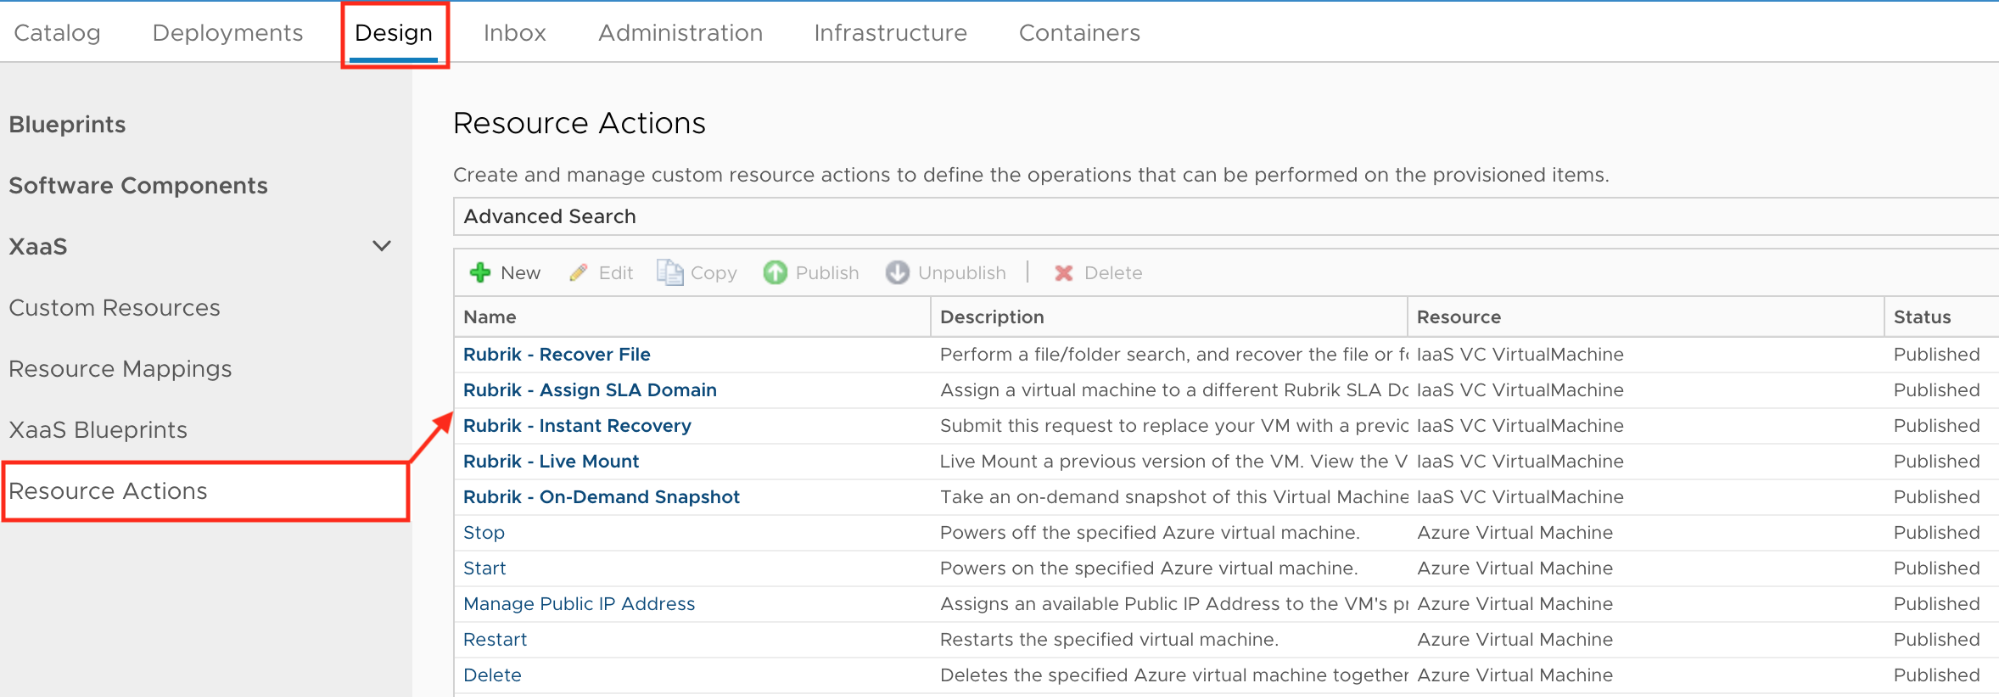 Catalog Deployments Design Inbox Administration Infrastructure Containers
Blueprints
Software Components
XaaS
Custom Resources
Resource Mappings
XaaS Blueprints
Resource Actions
Resource Actions
Create and manage custom resource actions to define the operations that can be performed on the provisioned items.
Advanced Search
New Edit Copy Publish Unpublish | Delete
Name Description Resource Status
Rubrik - Recover File Perform a file/folder search, and recover the file or fo IaaS VC VirtualMachine Published
Rubrik - Assign SLA Domain Assign a virtual machine to a different Rubrik SLA Do IaaS VC VirtualMachine Published
Rubrik - Instant Recovery Submit this request to replace your VM with a previo IaaS VC VirtualMachine Published
Rubrik - Live Mount Live Mount a previous version of the VM. View the V IaaS VC VirtualMachine Published
Rubrik - On-Demand Snapshot Take an on-demand snapshot of this Virtual Machine IaaS VC VirtualMachine Published
Stop Powers off the specified Azure virtual machine. Azure Virtual Machine Published
Start Powers on the specified Azure virtual machine. Azure Virtual Machine Published
Manage Public IP Address Assigns an available Public IP Address to the VM's pr Azure Virtual Machine Published
Restart Restarts the specified virtual machine. Azure Virtual Machine Published
Delete Deletes the specified Azure virtual machine together Azure Virtual Machine Published